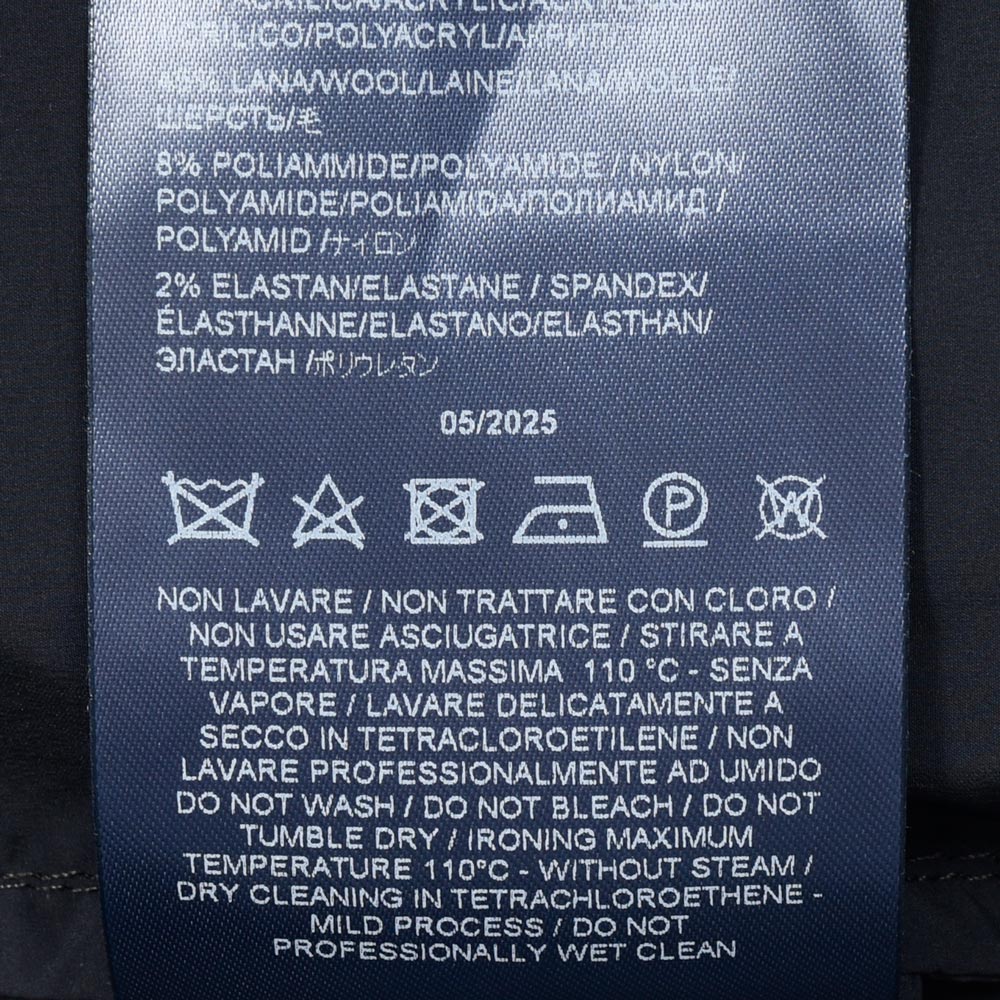 ACRILICA/ACRYLIC/
/POLYACRYL/
LANA/WOOL/LAINE/LANA/WOLLE/
ШЕРСТЬ/毛
8% POLIAMMIDE/POLYAMIDE / NYLON/
POLYAMIDE/POLIAMIDA/ПОЛИАМИД /
POLYAMID /ナイロン
2% ELASTAN/ELASTANE / SPANDEX/
ÉLASTHANNE/ELASTANO/ELASTHAN/
ЭЛАСТАН /ポリウレタン
05/2025
P
W
NON LAVARE / NON TRATTARE CON CLORO /
NON USARE ASCIUGATRICE / STIRARE A
TEMPERATURA MASSIMA 110 °C - SENZA
VAPORE / LAVARE DELICATAMENTE A
SECCO IN TETRACLOROETILENE / NON
LAVARE PROFESSIONALMENTE AD UMIDO
DO NOT WASH / DO NOT BLEACH / DO NOT
TUMBLE DRY / IRONING MAXIMUM
TEMPERATURE 110°C - WITHOUT STEAM /
DRY CLEANING IN TETRACHLOROETHENE -
MILD PROCESS / DO NOT
PROFESSIONALLY WET CLEAN